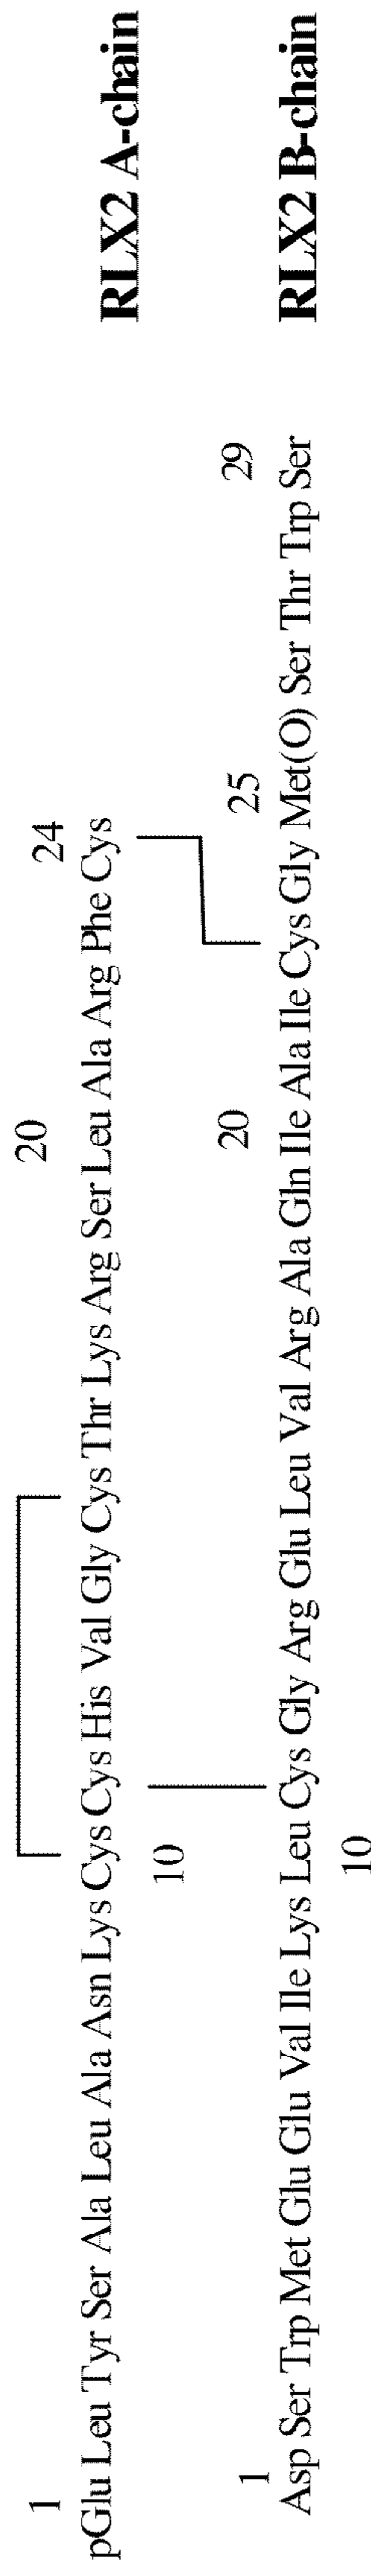 1 20 24
pGlu Leu Tyr Ser Ala Leu Ala Asn Lys Cys Cys His Val Gly Cys Thr Lys Arg Ser Leu Ala Arg Phe Cys RLX2 A-chain
10
1 20 25 29
Asp Ser Trp Met Glu Glu Val Ile Lys Leu Cys Gly Arg Glu Leu Val Arg Ala Gln Ile Ala Ile Cys Gly Met(O) Ser Thr Trp Ser RLX2 B-chain
10